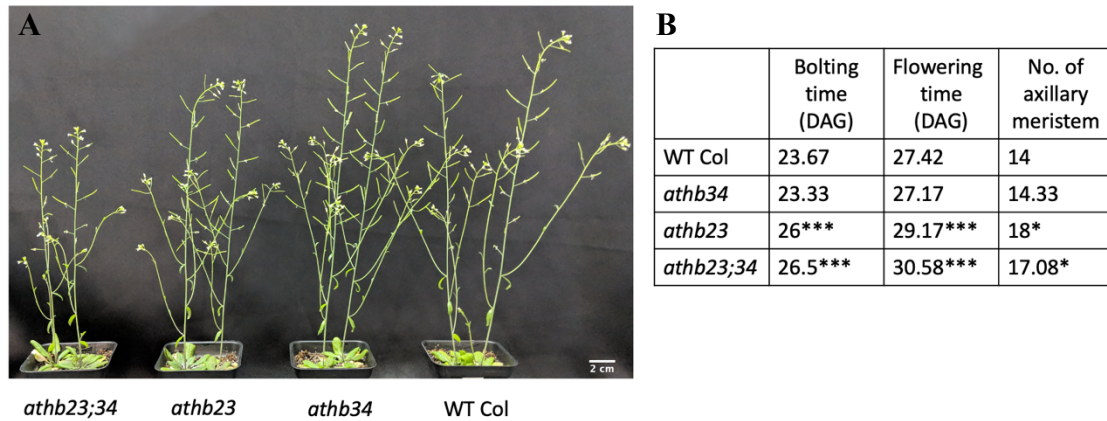 A
2 cm
athb23;34 athb23 athb34 WT Col
B
Bolting time (DAG) Flowering time (DAG) No. of axillary meristem
WT Col 23.67 27.42 14
athb34 23.33 27.17 14.33
athb23 26*** 29.17*** 18*
athb23;34 26.5*** 30.58*** 17.08*